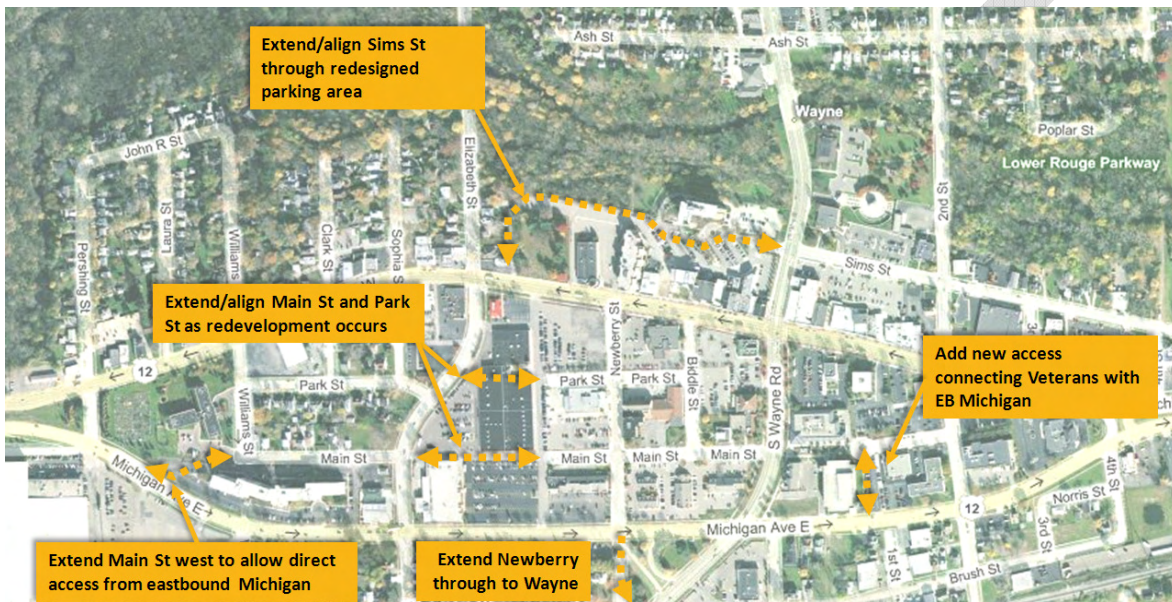 Ash St
Ash St
Extend/align Sims St
through redesigned
parking area
Wayne
Poplar St
Lower Rouge Parkway
John R St
Elizabeth St
2nd St
Laura St
Williams
Clark St
Sophia S
Pershing St
Sims St
Extend/align Main St and Park
St as redevelopment occurs
Newberry St
12
Add new access
connecting Veterans with
EB Michigan
Park St
Park St
Park St
Biddle St
S Wayne Rd
Williams St
Main St
Main St
Main St
Main St
Michigan Ave E
4th St
12
Norris St
Michigan Ave E
3rd St
1st St
Brush St
Extend Main St west to allow direct
access from eastbound Michigan
Extend Newberry
through to Wayne